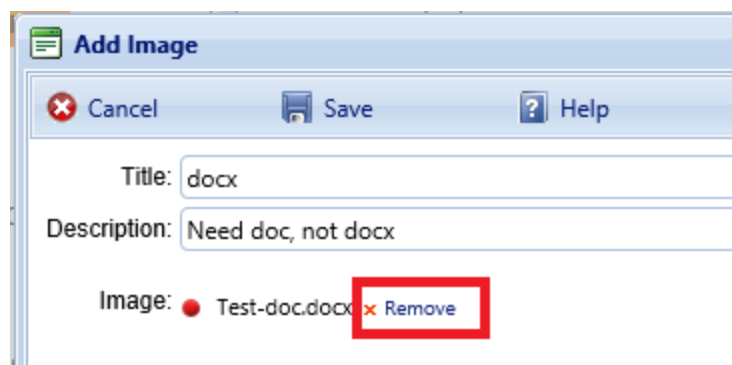 Add Image
Cancel Save Help
Title: docx
Description: Need doc, not docx
Image: Test-doc.docx × Remove